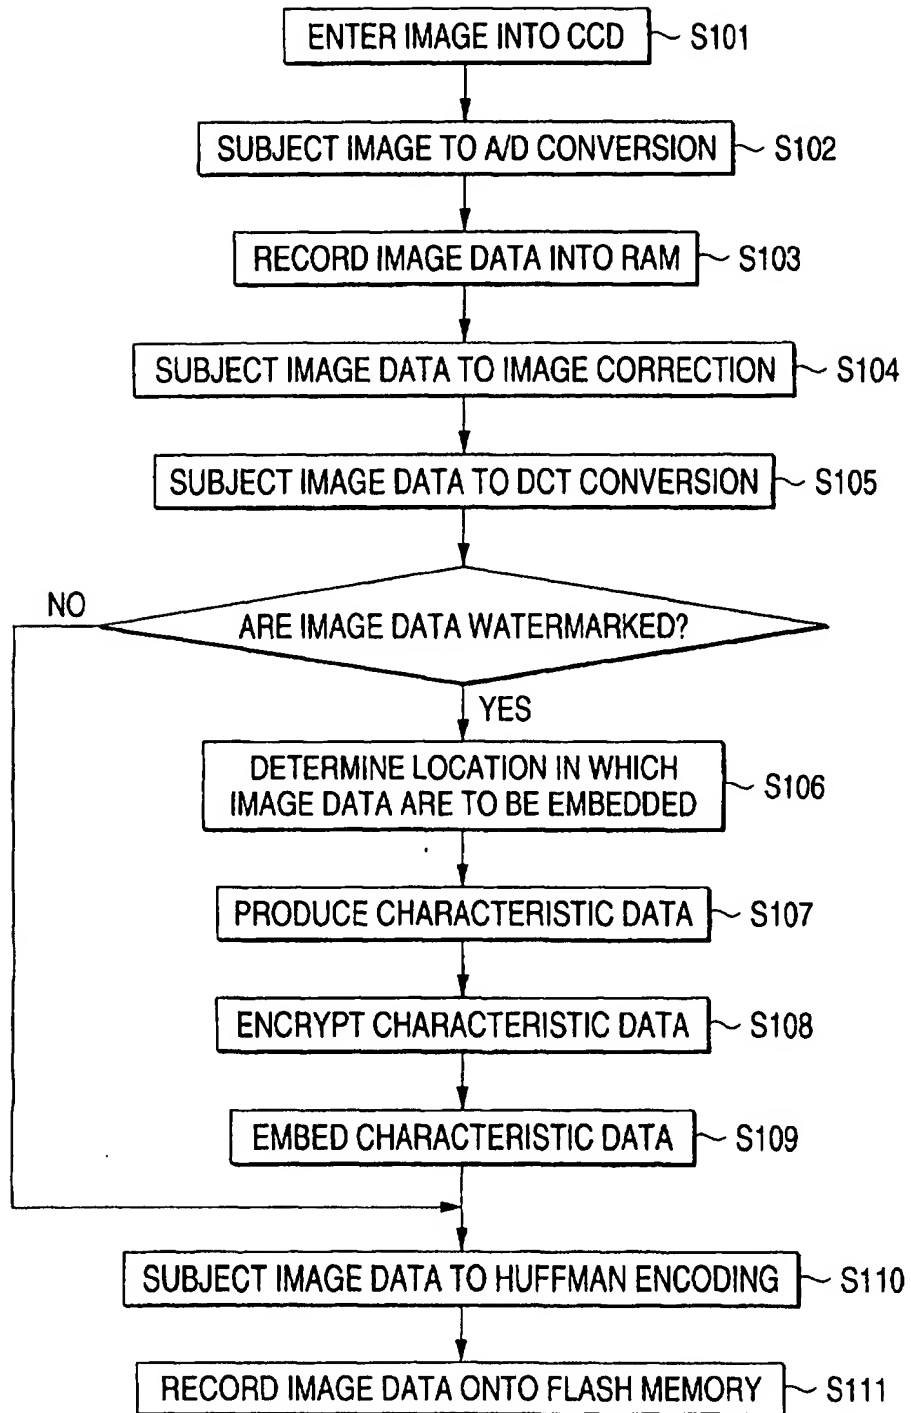 ENTER IMAGE INTO CCD S101
SUBJECT IMAGE TO A/D CONVERSION S102
RECORD IMAGE DATA INTO RAM S103
SUBJECT IMAGE DATA TO IMAGE CORRECTION S104
SUBJECT IMAGE DATA TO DCT CONVERSION S105
NO
ARE IMAGE DATA WATERMARKED?
YES
DETERMINE LOCATION IN WHICH
IMAGE DATA ARE TO BE EMBEDDED S106
PRODUCE CHARACTERISTIC DATA S107
ENCRYPT CHARACTERISTIC DATA S108
EMBED CHARACTERISTIC DATA S109
SUBJECT IMAGE DATA TO HUFFMAN ENCODING S110
RECORD IMAGE DATA ONTO FLASH MEMORY S111